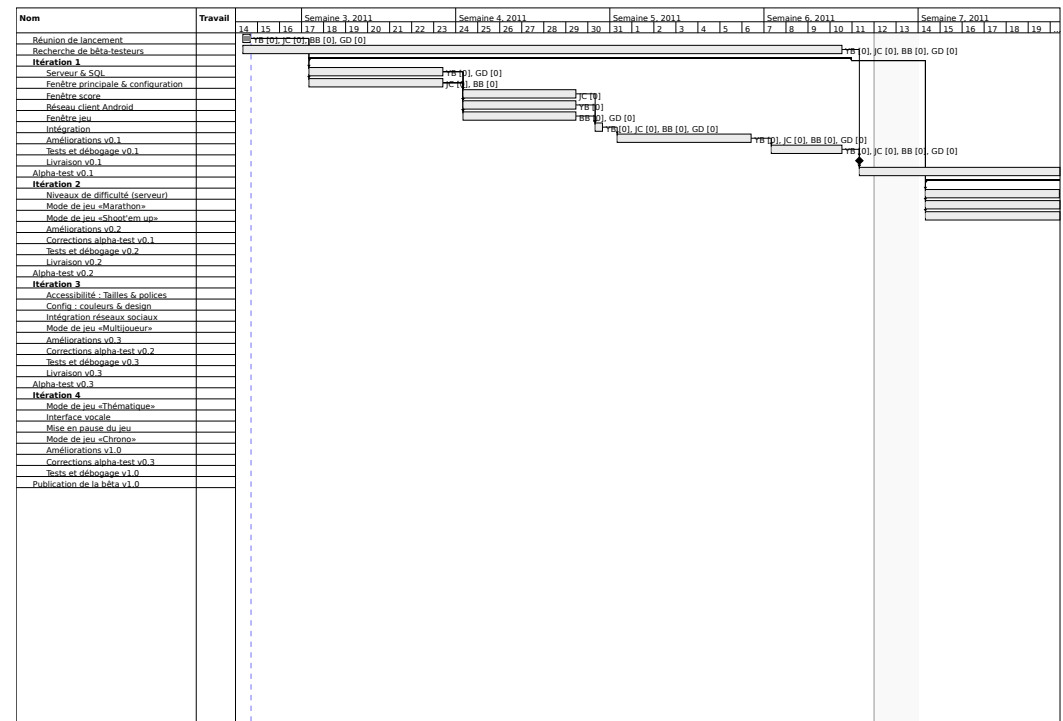 Nom Travail Semaine 3, 2011 Semaine 4, 2011 Semaine 5, 2011 Semaine 6, 2011 Semaine 7, 2011
14 15 16 17 18 19 20 21 22 23 24 25 26 27 28 29 30 31 1 2 3 4 5 6 7 8 9 10 11 12 13 14 15 16 17 18 19 ...
Réunion de lancement YB [0], JC [0], BB [0], GD [0]
Recherche de bêta-testeurs YB [0], JC [0], BB [0], GD [0]
Itération 1
Serveur & SQL YB [0], GD [0]
Fenêtre principale & configuration JC [0], BB [0]
Fenêtre score JC [0]
Réseau client Android YB [0]
Fenêtre jeu BB [0], GD [0]
Intégration YB [0], JC [0], BB [0], GD [0]
Améliorations v0.1 YB [0], JC [0], BB [0], GD [0]
Tests et débogage v0.1 YB [0], JC [0], BB [0], GD [0]
Livraison v0.1
Alpha-test v0.1
Itération 2
Niveaux de difficulté (serveur)
Mode de jeu «Marathon»
Mode de jeu «Shoot'em up»
Améliorations v0.2
Corrections alpha-test v0.1
Tests et débogage v0.2
Livraison v0.2
Alpha-test v0.2
Itération 3
Accessibilité : Tailles & polices
Config : couleurs & design
Intégration réseaux sociaux
Mode de jeu «Multijoueur»
Améliorations v0.3
Corrections alpha-test v0.2
Tests et débogage v0.3
Livraison v0.3
Alpha-test v0.3
Itération 4
Mode de jeu «Thématique»
Interface vocale
Mise en pause du jeu
Mode de jeu «Chrono»
Améliorations v1.0
Corrections alpha-test v0.3
Tests et débogage v1.0
Publication de la bêta v1.0